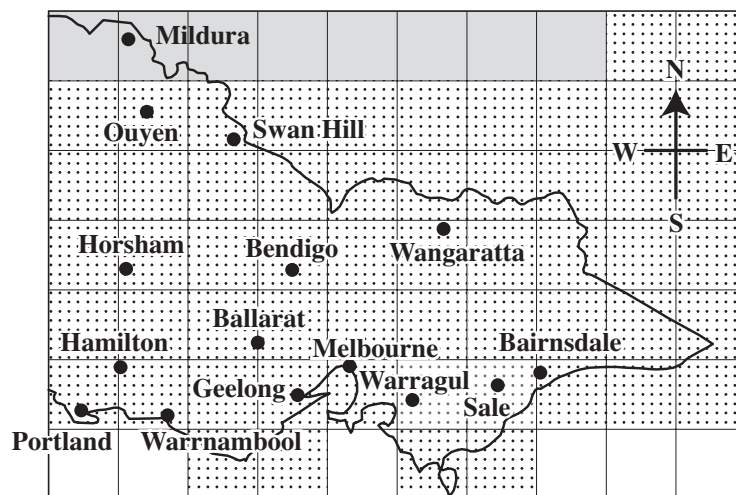 Mildura
N
Ouyen
Swan Hill
W
E
S
Horsham
Bendigo
Wangaratta
Hamilton
Ballarat
Melbourne
Bairnsdale
Geelong
Warragul
Sale
Portland
Warrnambool